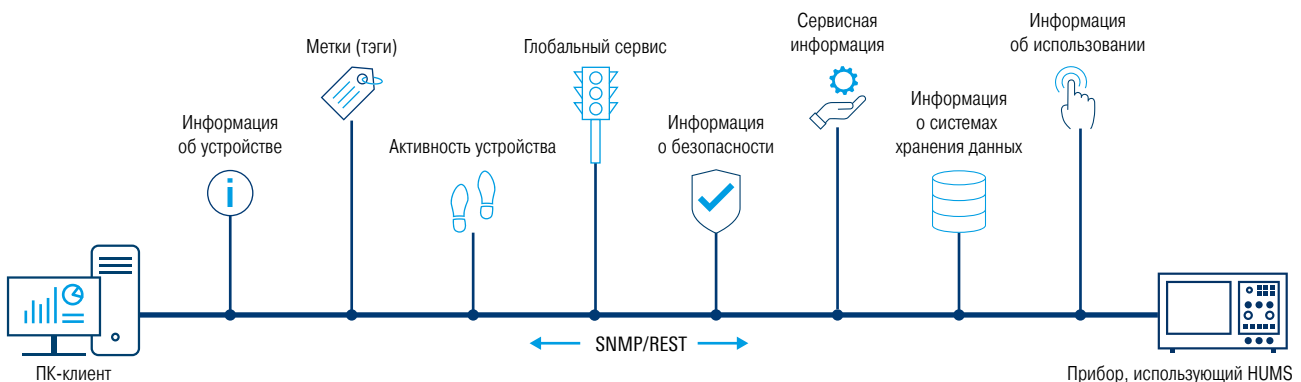 Информация
об устройстве
Метки (тэги)
Активность устройства
Глобальный сервис
Информация
о безопасности
Сервисная
информация
Информация
о системах
хранения данных
Информация
об использовании
SNMP/REST
ПК-клиент
Прибор, использующий HUMS